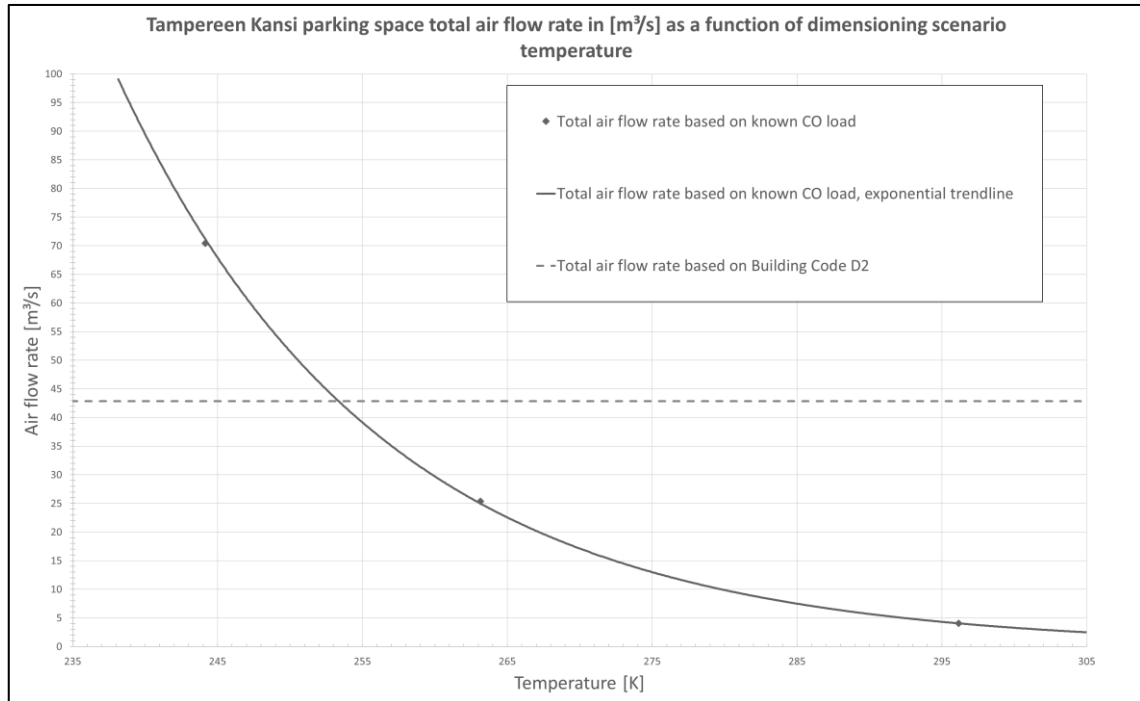 Tampereen Kansi parking space total air flow rate in [m³/s] as a function of dimensioning scenario
temperature
Total air flow rate based on known CO load
Total air flow rate based on known CO load, exponential trendline
Total air flow rate based on Building Code D2
Air flow rate [m³/s]
100
95
90
85
80
75
70
65
60
55
50
45
40
35
30
25
20
15
10
5
0
235 245 255 265 275 285 295 305
Temperature [K]